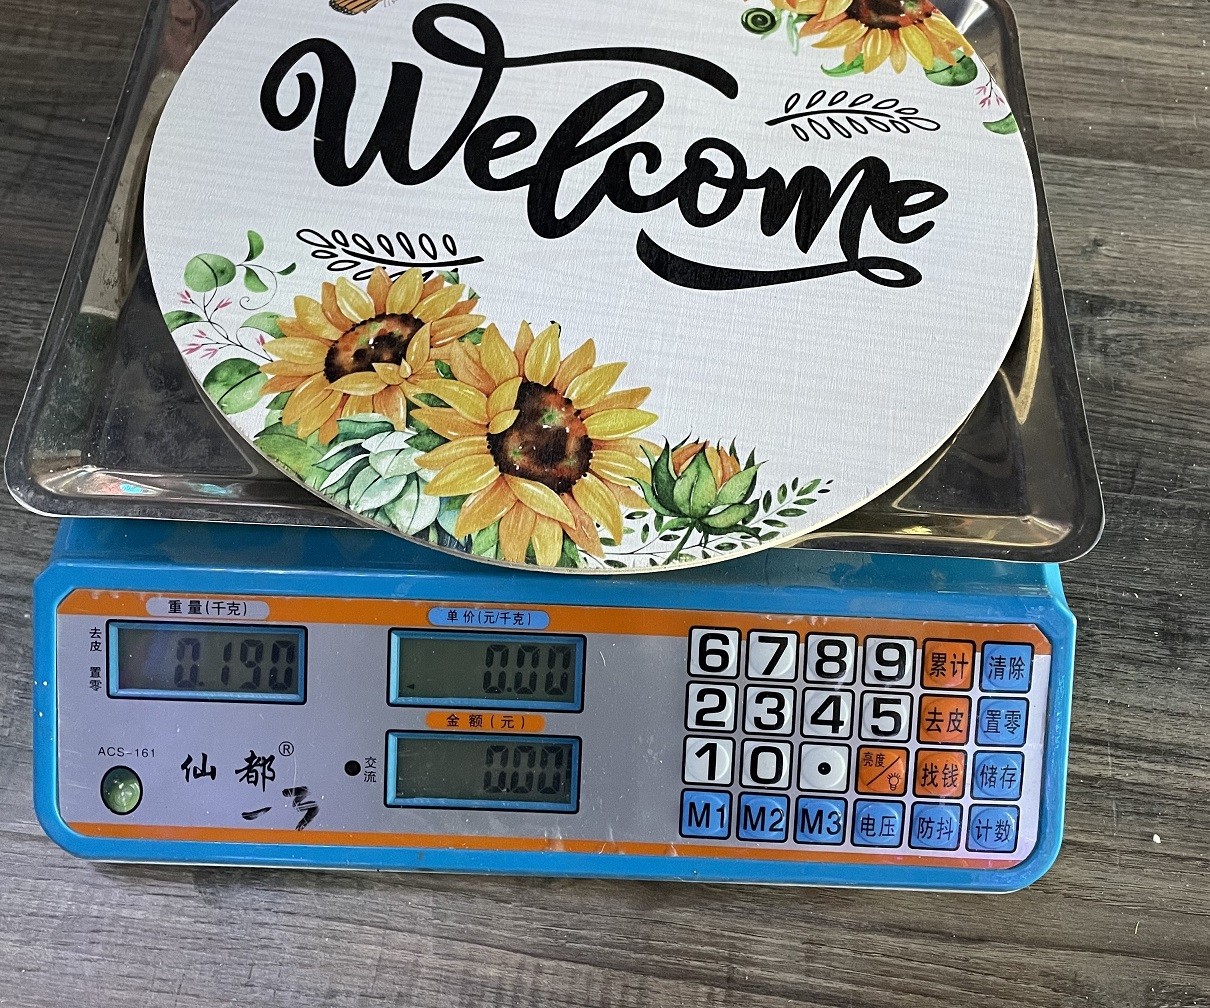 Welcome
重量(千克)
单价(元/千克)
去皮
置零
0.190
0.00
金额(元)
0.00
交流
ACS-161
仙都®
6 7 8 9 累计 清除
2 3 4 5 去皮 置零
1 0 . 亮度 找钱 储存
M1 M2 M3 电压 防抖 计数